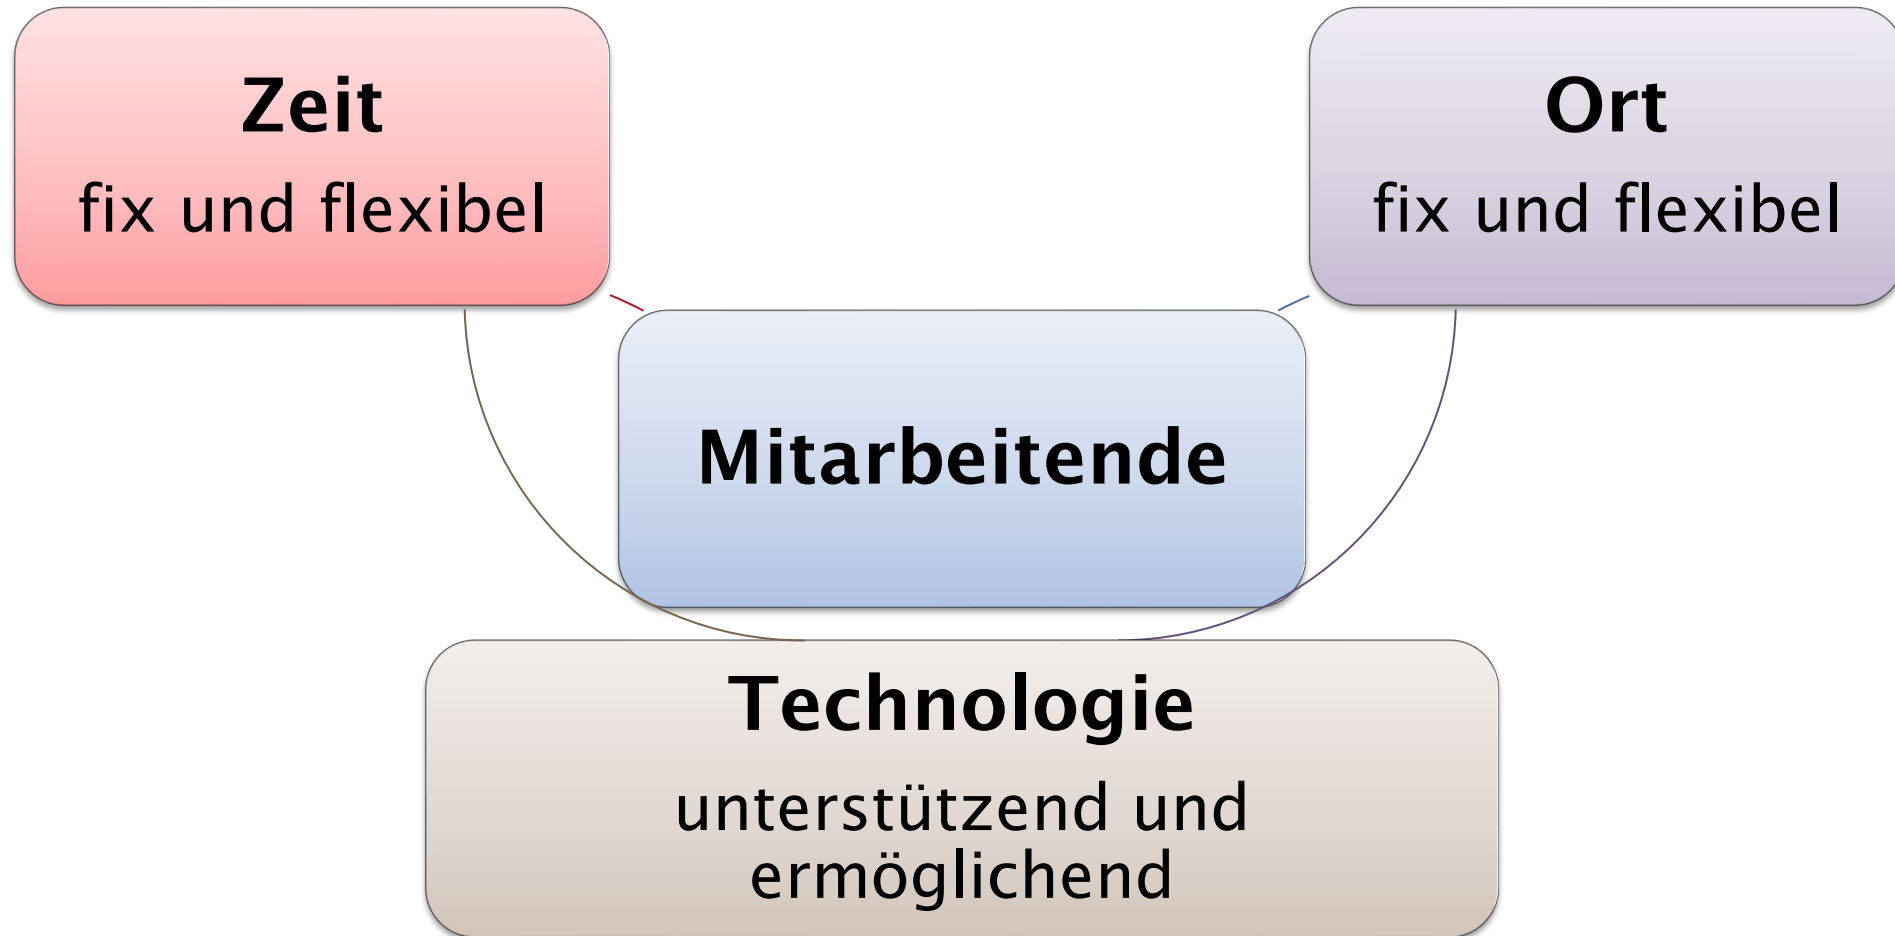 Zeit
fix und flexibel
Ort
fix und flexibel
Mitarbeitende
Technologie
unterstützend und
ermöglichend